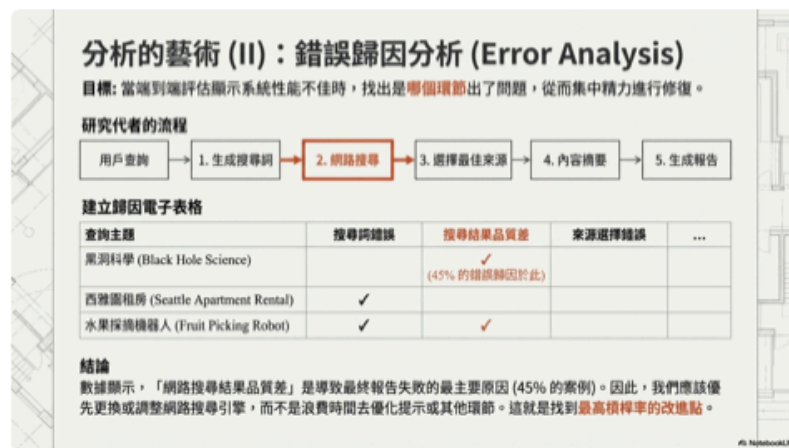 分析的藝術 (II)：錯誤歸因分析 (Error Analysis)
目標: 當端到端評估顯示系統性能不佳時，找出是哪個環節出了問題，從而集中精力進行修復。
研究代者的流程
用戶查詢 1. 生成搜尋詞 2. 網路搜尋 3. 選擇最佳來源 4. 內容摘要 5. 生成報告
建立歸因電子表格
查詢主題 搜尋詞錯誤 搜尋結果品質差 來源選擇錯誤 ...
黑洞科學 (Black Hole Science) ✓
(45% 的錯誤歸因於此)
西雅圖租房 (Seattle Apartment Rental) ✓
水果採摘機器人 (Fruit Picking Robot) ✓ ✓
結論
數據顯示，「網路搜尋結果品質差」是導致最終報告失敗的最主要原因 (45% 的案例)。因此，我們應該優
先更換或調整網路搜尋引擎，而不是浪費時間去優化提示或其他環節。這就是找到最高槓桿率的改進點。